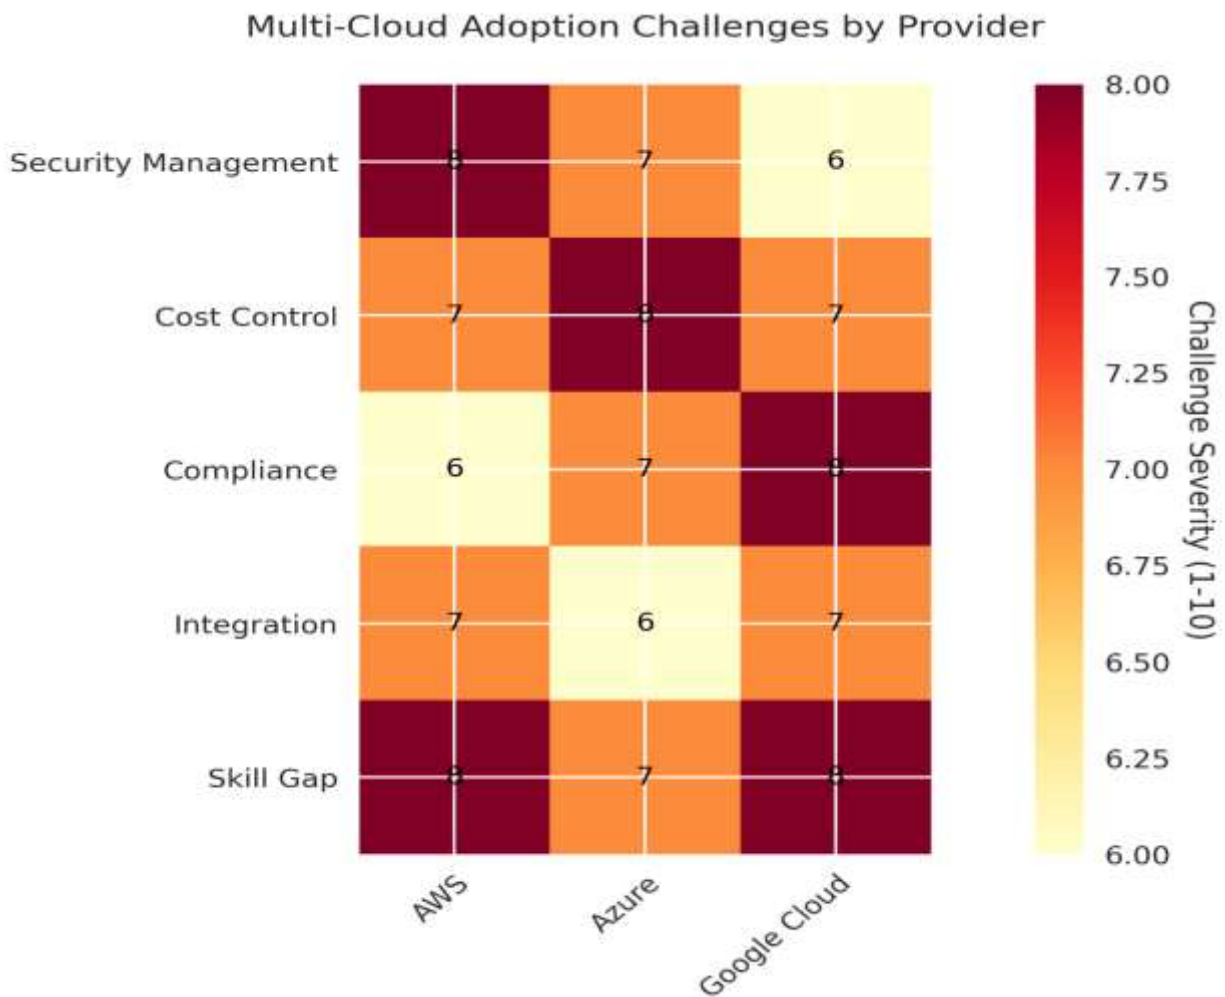 Multi-Cloud Adoption Challenges by Provider
Security Management 8 7 6
Cost Control 7 8 7
Compliance 6 7 8
Integration 7 6 7
Skill Gap 8 7 8
AWS Azure Google Cloud
8.00
7.75
7.50
7.25
7.00
6.75
6.50
6.25
6.00
Challenge Severity (1-10)